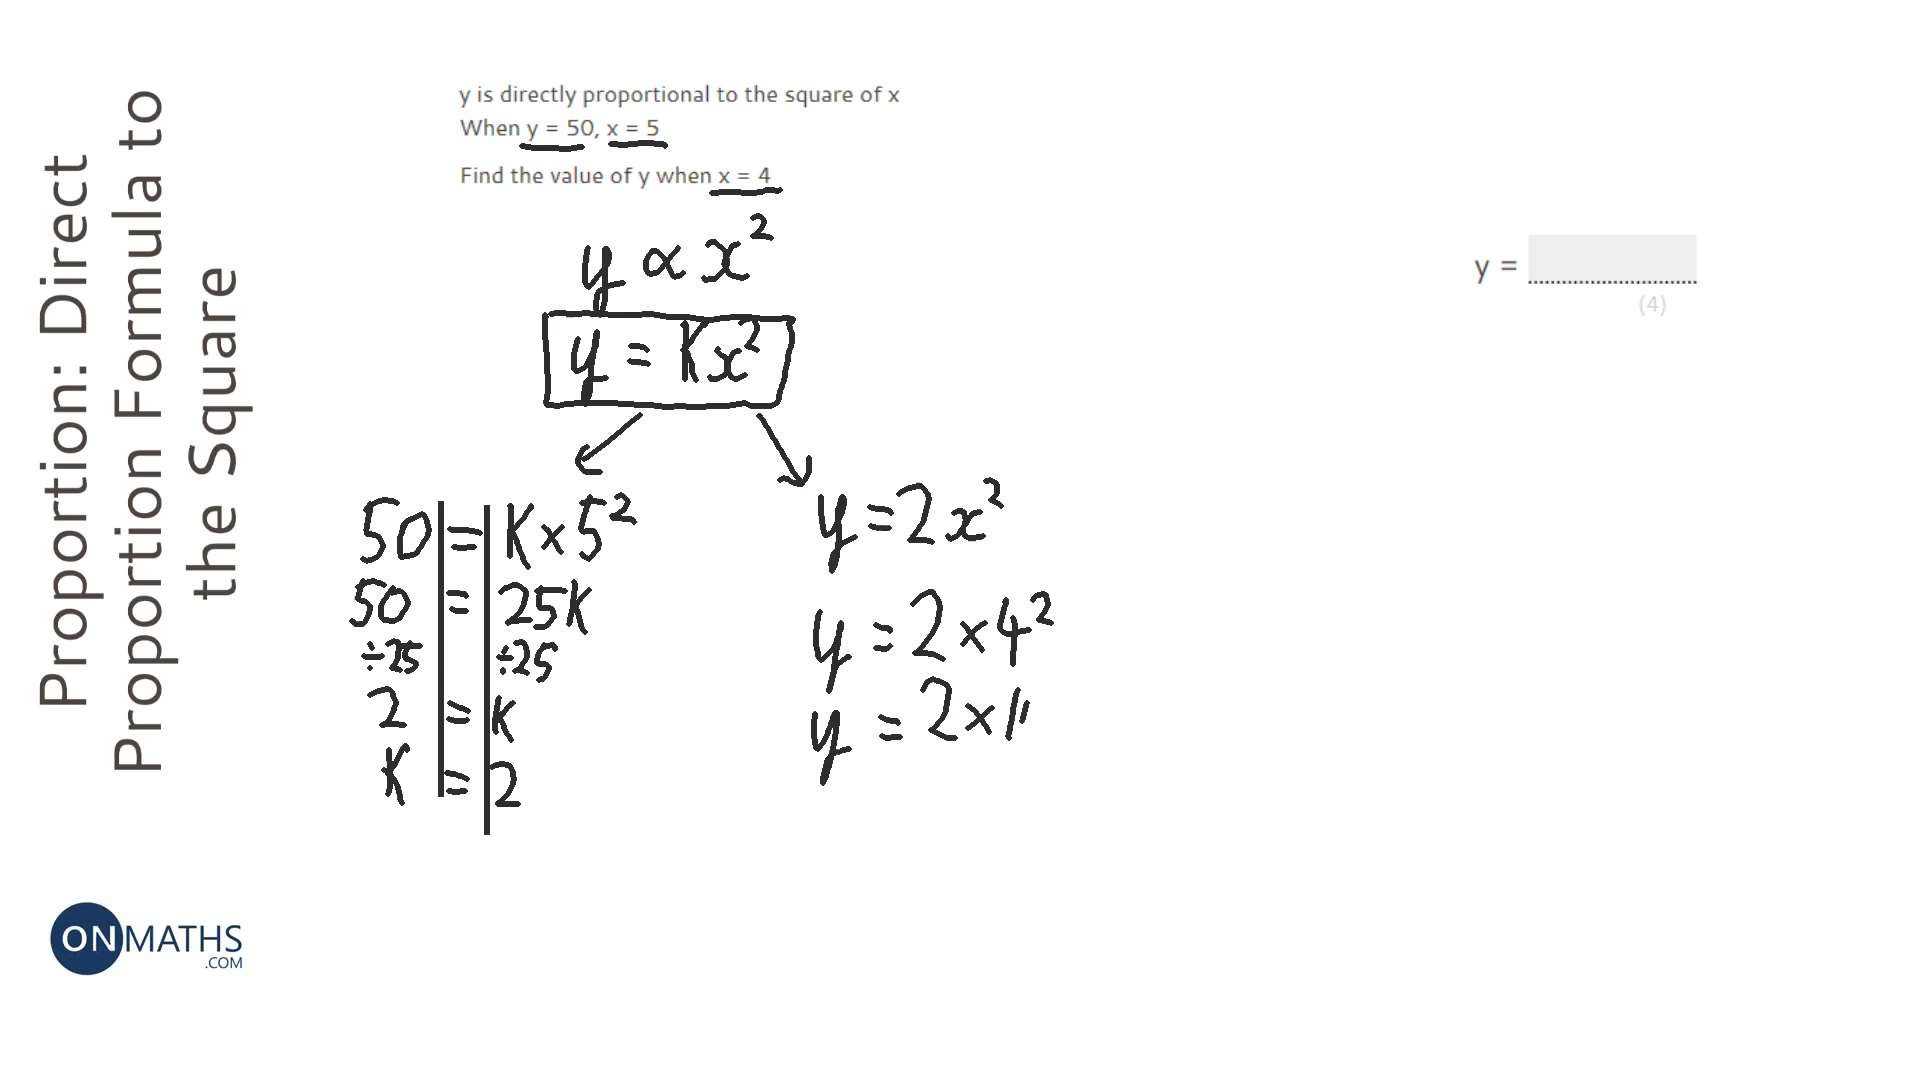 Proportion: Direct
Proportion Formula to
the Square
y is directly proportional to the square of x
When y = 50, x = 5
Find the value of y when x = 4
y ∝ x²
y = Kx²
50 = K × 5²
50 = 25K
÷25 ÷25
2 = K
K = 2
y = 2x²
y = 2 × 4²
y = 2 ×
y =
(4)
ONMATHS
.COM